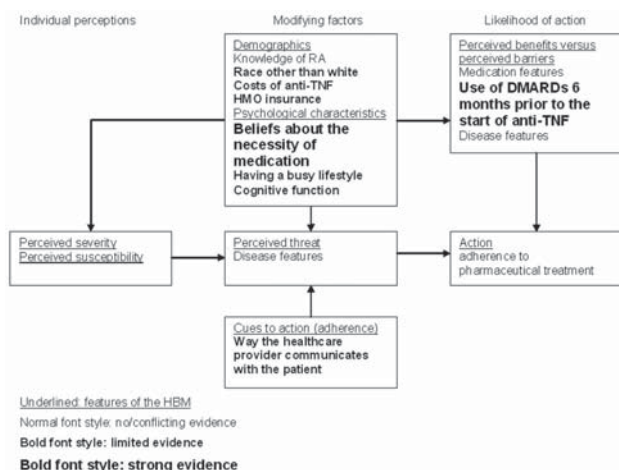 Individual perceptions
Modifying factors
Likelihood of action
Demographics
Knowledge of RA
Race other than white
Costs of anti-TNF
HMO insurance
Psychological characteristics
Beliefs about the
necessity of
medication
Having a busy lifestyle
Cognitive function
Perceived benefits versus
perceived barriers
Medication features
Use of DMARDs 6
months prior to the
start of anti-TNF
Disease features
Perceived severity
Perceived susceptibility
Perceived threat
Disease features
Action
adherence to
pharmaceutical treatment
Cues to action (adherence)
Way the healthcare
provider communicates
with the patient
Underlined: features of the HBM
Normal font style: no/conflicting evidence
Bold font style: limited evidence
Bold font style: strong evidence